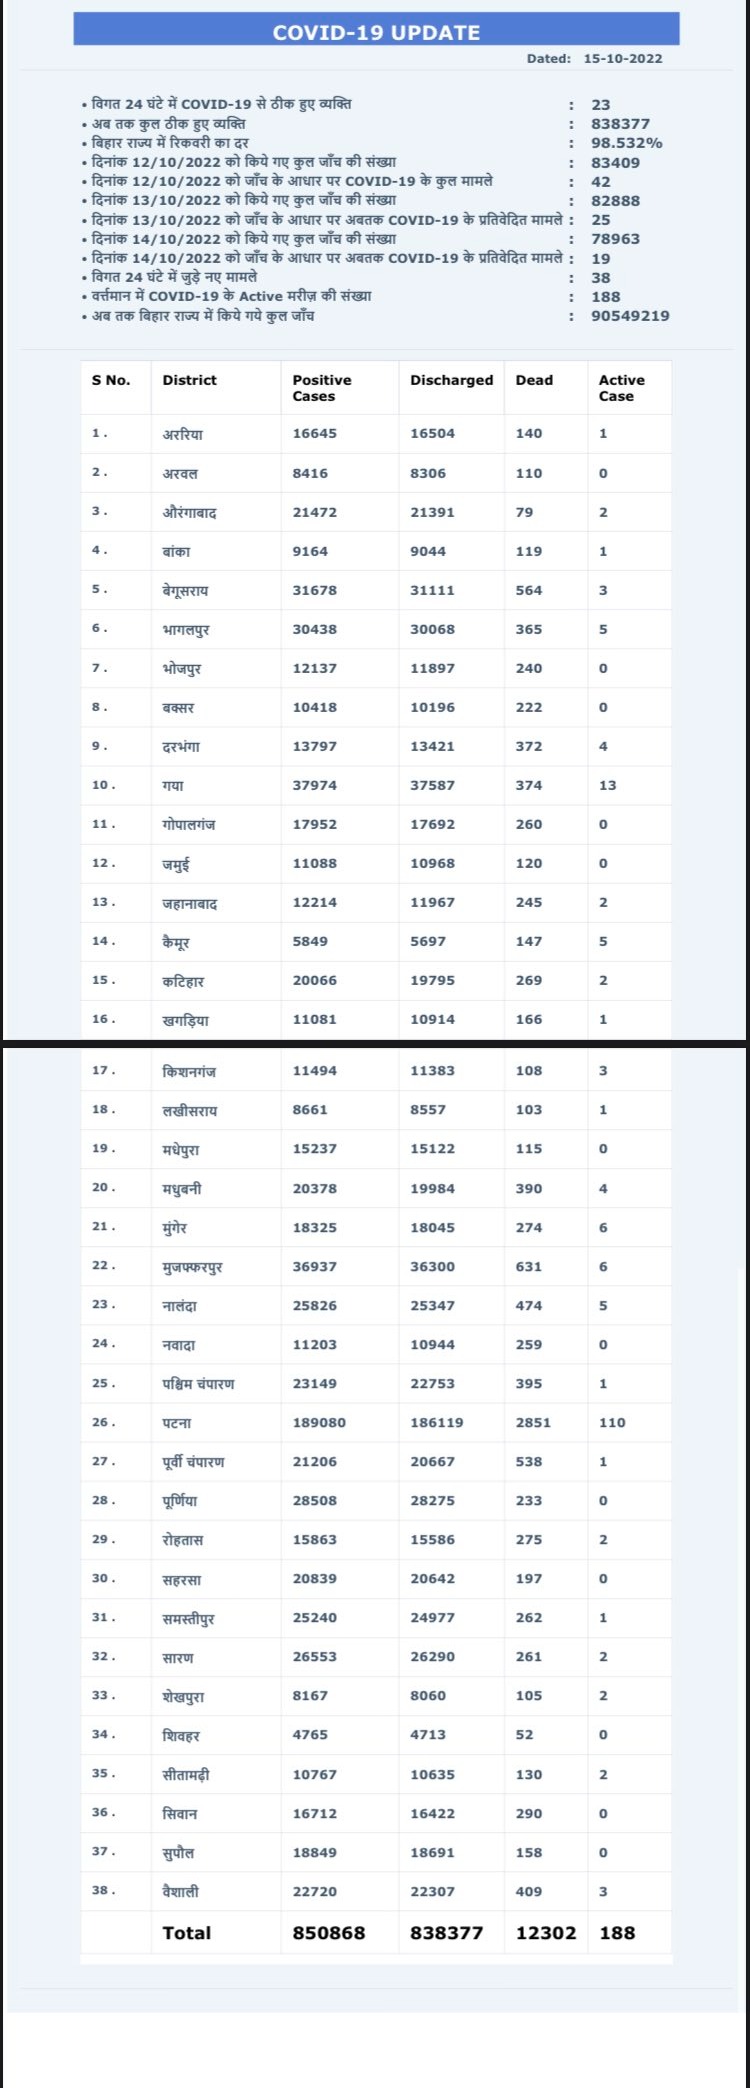 COVID-19 UPDATE
Dated: 15-10-2022
• विगत 24 घंटे में COVID-19 से ठीक हुए व्यक्ति : 23
• अब तक कुल ठीक हुए व्यक्ति : 838377
• बिहार राज्य में रिकवरी का दर : 98.532%
• दिनांक 12/10/2022 को किये गए कुल जाँच की संख्या : 83409
• दिनांक 12/10/2022 को जाँच के आधार पर COVID-19 के कुल मामले : 42
• दिनांक 13/10/2022 को किये गए कुल जाँच की संख्या : 82888
• दिनांक 13/10/2022 को जाँच के आधार पर अबतक COVID-19 के प्रतिवेदित मामले : 25
• दिनांक 14/10/2022 को किये गए कुल जाँच की संख्या : 78963
• दिनांक 14/10/2022 को जाँच के आधार पर अबतक COVID-19 के प्रतिवेदित मामले : 19
• विगत 24 घंटे में जुड़े नए मामले : 38
• वर्त्तमान में COVID-19 के Active मरीज़ की संख्या : 188
• अब तक बिहार राज्य में किये गये कुल जाँच : 90549219
S No. District Positive Cases Discharged Dead Active Case
1. अररिया 16645 16504 140 1
2. अरवल 8416 8306 110 0
3. औरंगाबाद 21472 21391 79 2
4. बांका 9164 9044 119 1
5. बेगूसराय 31678 31111 564 3
6. भागलपुर 30438 30068 365 5
7. भोजपुर 12137 11897 240 0
8. बक्सर 10418 10196 222 0
9. दरभंगा 13797 13421 372 4
10. गया 37974 37587 374 13
11. गोपालगंज 17952 17692 260 0
12. जमुई 11088 10968 120 0
13. जहानाबाद 12214 11967 245 2
14. कैमूर 5849 5697 147 5
15. कटिहार 20066 19795 269 2
16. खगड़िया 11081 10914 166 1
17. किशनगंज 11494 11383 108 3
18. लखीसराय 8661 8557 103 1
19. मधेपुरा 15237 15122 115 0
20. मधुबनी 20378 19984 390 4
21. मुंगेर 18325 18045 274 6
22. मुजफ्फरपुर 36937 36300 631 6
23. नालंदा 25826 25347 474 5
24. नवादा 11203 10944 259 0
25. पश्चिम चंपारण 23149 22753 395 1
26. पटना 189080 186119 2851 110
27. पूर्वी चंपारण 21206 20667 538 1
28. पूर्णिया 28508 28275 233 0
29. रोहतास 15863 15586 275 2
30. सहरसा 20839 20642 197 0
31. समस्तीपुर 25240 24977 262 1
32. सारण 26553 26290 261 2
33. शेखपुरा 8167 8060 105 2
34. शिवहर 4765 4713 52 0
35. सीतामढ़ी 10767 10635 130 2
36. सिवान 16712 16422 290 0
37. सुपौल 18849 18691 158 0
38. वैशाली 22720 22307 409 3
Total 850868 838377 12302 188